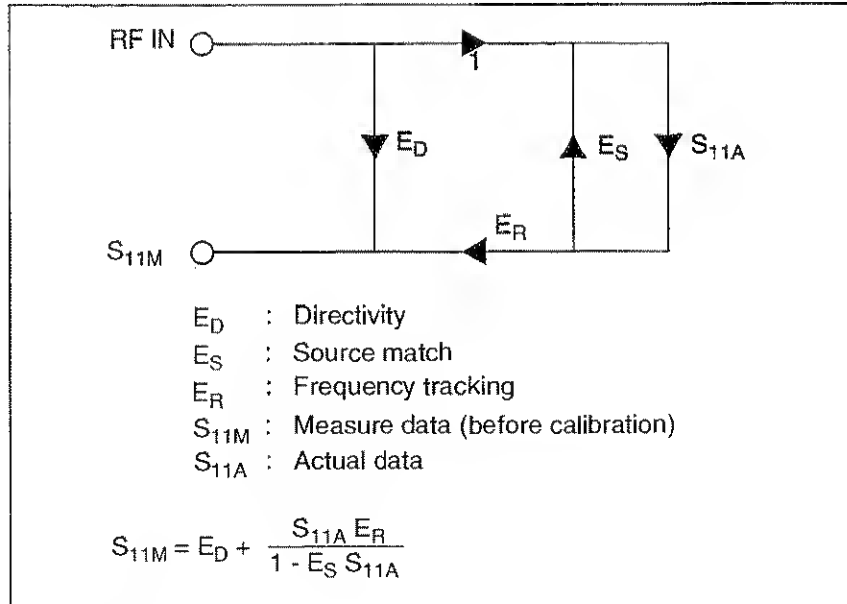 RF IN
1
E_D
E_S
S_11A
E_R
S_11M
E_D : Directivity
E_S : Source match
E_R : Frequency tracking
S_11M : Measure data (before calibration)
S_11A : Actual data
S_11M = E_D + S_11A E_R / 1 - E_S S_11A